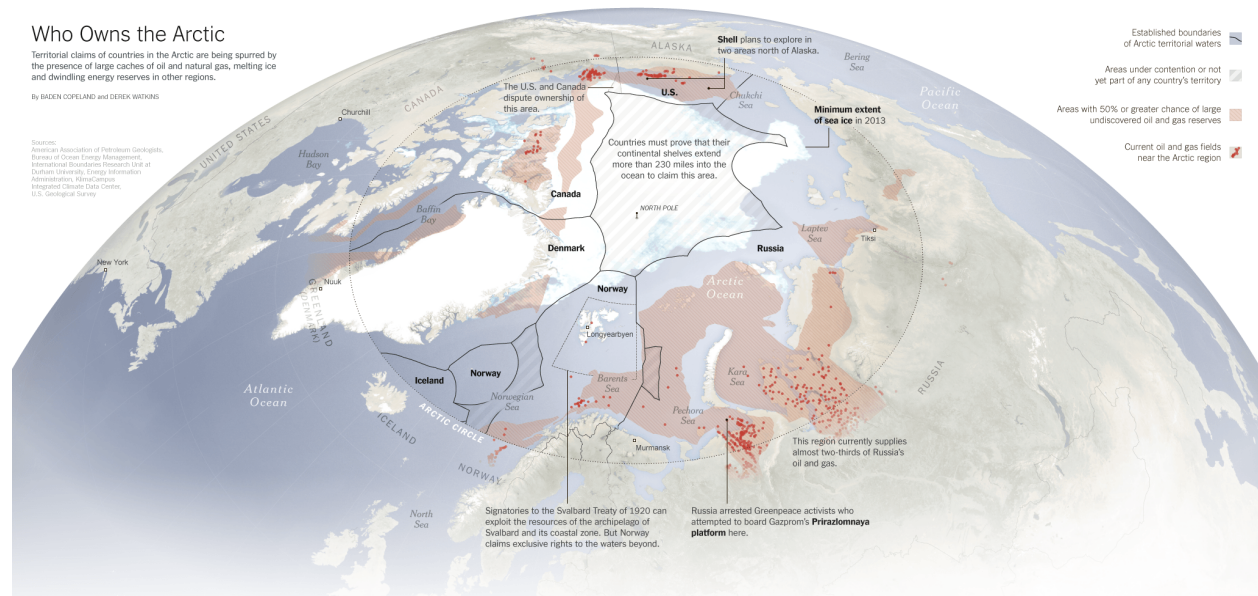 Who Owns the Arctic
Territorial claims of countries in the Arctic are being spurred by
the presence of large caches of oil and natural gas, melting ice
and dwindling energy reserves in other regions.
By BADEN COPELAND and DEREK WATKINS
Sources:
American Association of Petroleum Geologists,
Bureau of Ocean Energy Management,
International Boundaries Research Unit at
Durham University, Energy Information
Administration, KlimaCampus
Integrated Climate Data Center,
U.S. Geological Survey
Established boundaries
of Arctic territorial waters
Areas under contention or not
yet part of any country's territory
Areas with 50% or greater chance of large
undiscovered oil and gas reserves
Current oil and gas fields
near the Arctic region
ALASKA
Shell plans to explore in
two areas north of Alaska.
Bering
Sea
Pacific
Ocean
CANADA
The U.S. and Canada
dispute ownership of
this area.
U.S.
Chukchi
Sea
Minimum extent
of sea ice in 2013
Churchill
UNITED STATES
Hudson
Bay
Countries must prove that their
continental shelves extend
more than 230 miles into the
ocean to claim this area.
Canada
NORTH POLE
Baffin
Bay
Laptev
Sea
Tiksi
Denmark
Russia
New York
Nuuk
GREENLAND
(DENMARK)
Norway
Arctic
Ocean
Longyearbyen
Iceland
Norway
Barents
Sea
Kara
Sea
RUSSIA
Atlantic
Ocean
Norwegian
Sea
Pechora
Sea
ARCTIC CIRCLE
ICELAND
Murmansk
This region currently supplies
almost two-thirds of Russia's
oil and gas.
NORWAY
North
Sea
Signatories to the Svalbard Treaty of 1920 can
exploit the resources of the archipelago of
Svalbard and its coastal zone. But Norway
claims exclusive rights to the waters beyond.
Russia arrested Greenpeace activists who
attempted to board Gazprom's Prirazlomnaya
platform here.